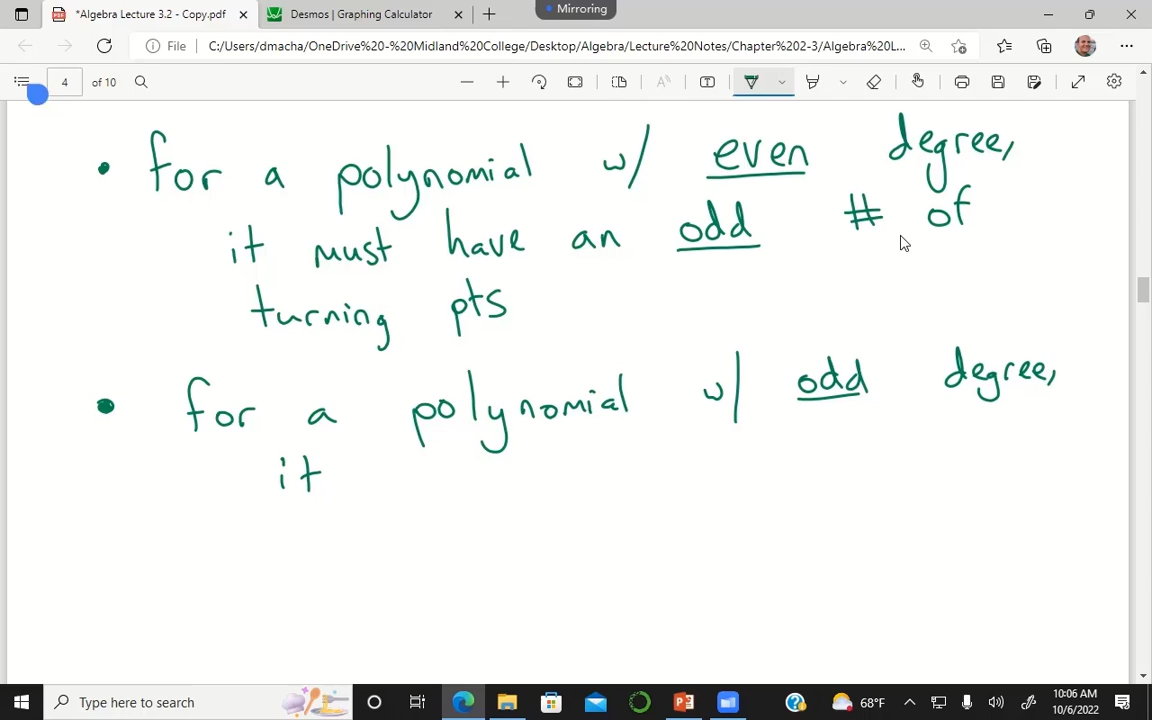 Mirroring
*Algebra Lecture 3.2 - Copy.pdf
Desmos | Graphing Calculator
File
C:/Users/dmacha/OneDrive%20-%20Midland%20College/Desktop/Algebra/Lecture%20Notes/Chapter%202-3/Algebra%20L...
4 of 10
• for a polynomial w/ even degree,
it must have an odd # of
turning pts
• for a polynomial w/ odd degree,
it
Type here to search
68°F
10:06 AM
10/6/2022